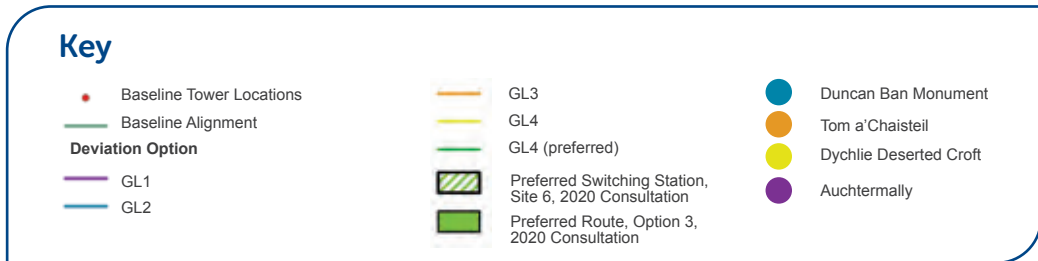 Key
Baseline Tower Locations
Baseline Alignment
Deviation Option
GL1
GL2
GL3
GL4
GL4 (preferred)
Preferred Switching Station,
Site 6, 2020 Consultation
Preferred Route, Option 3,
2020 Consultation
Duncan Ban Monument
Tom a'Chaisteil
Dychlie Deserted Croft
Auchtermally